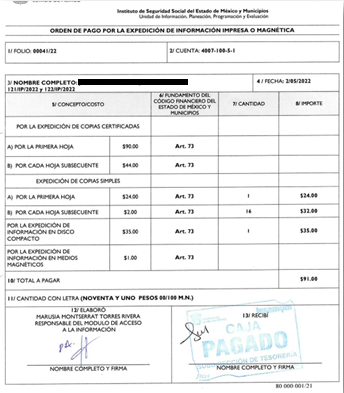 Instituto de Seguridad Social del Estado de México y Municipios
Unidad de Información, Planeación, Programación y Evaluación
ORDEN DE PAGO POR LA EXPEDICIÓN DE INFORMACIÓN IMPRESA O MAGNÉTICA
1/ FOLIO: 00041/22 2/ CUENTA: 4007-100-5-1
3/ NOMBRE COMPLETO: 4 / FECHA: 2/05/2022
121/IP/2022 y 122/IP/2022
5/ CONCEPTO/COSTO 6/ FUNDAMENTO DEL CÓDIGO FINANCIERO DEL ESTADO DE MÉXICO Y MUNICIPIOS 7/ CANTIDAD 8/ IMPORTE
POR LA EXPEDICIÓN DE COPIAS CERTIFICADAS
A) POR LA PRIMERA HOJA $90.00 Art. 73
B) POR CADA HOJA SUBSECUENTE $44.00 Art. 73
EXPEDICIÓN DE COPIAS SIMPLES
A) POR LA PRIMERA HOJA $24.00 Art. 73 1 $24.00
B) POR CADA HOJA SUBSECUENTE $2.00 Art. 73 16 $32.00
POR LA EXPEDICIÓN DE INFORMACIÓN EN DISCO COMPACTO $35.00 Art. 73 1 $35.00
POR LA EXPEDICIÓN DE INFORMACIÓN EN MEDIOS MAGNÉTICOS $1.00 Art. 73
10/ TOTAL A PAGAR $91.00
11/ CANTIDAD CON LETRA (NOVENTA Y UNO PESOS 00/100 M.N.)
12/ ELABORÓ 13/ RECIBÍ
MARUSIA MONTSERRAT TORRES RIVERA
RESPONSABLE DEL MODULO DE ACCESO
A LA INFORMACIÓN
CAJA
PAGADO
DE TESORERIA
NOMBRE COMPLETO Y FIRMA NOMBRE COMPLETO Y FIRMA
80 000 001/21